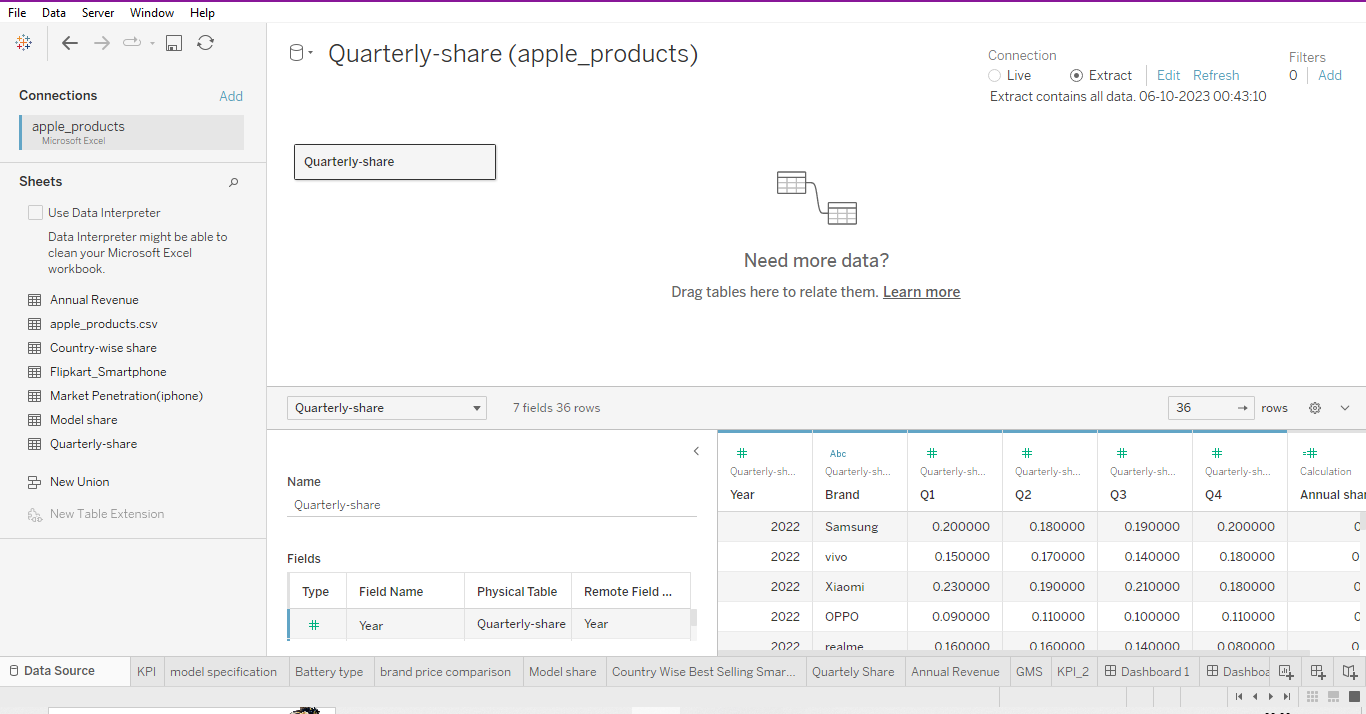 File Data Server Window Help
Quarterly-share (apple_products)
Connection
Live Extract Edit Refresh
Extract contains all data. 06-10-2023 00:43:10
Filters
0 Add
Connections Add
apple_products
Microsoft Excel
Sheets
Use Data Interpreter
Data Interpreter might be able to
clean your Microsoft Excel
workbook.
Annual Revenue
apple_products.csv
Country-wise share
Flipkart_Smartphone
Market Penetration(iphone)
Model share
Quarterly-share
New Union
New Table Extension
Quarterly-share
Need more data?
Drag tables here to relate them. Learn more
Quarterly-share 7 fields 36 rows 36 rows
Name
Quarterly-share
Fields
Type Field Name Physical Table Remote Field ...
Year Quarterly-share Year
Abc
Quarterly-sh... Quarterly-sh... Quarterly-sh... Quarterly-sh... Quarterly-sh... Quarterly-sh... Calculation
Year Brand Q1 Q2 Q3 Q4 Annual shar
2022 Samsung 0.200000 0.180000 0.190000 0.200000 0
2022 vivo 0.150000 0.170000 0.140000 0.180000 0
2022 Xiaomi 0.230000 0.190000 0.210000 0.180000 0
2022 OPPO 0.090000 0.110000 0.100000 0.110000 0
2022 realme 0.160000 0.160000 0.140000 0.080000 0
Data Source KPI model specification Battery type brand price comparison Model share Country Wise Best Selling Smar... Quartely Share Annual Revenue GMS KPI_2 Dashboard 1 Dashboa